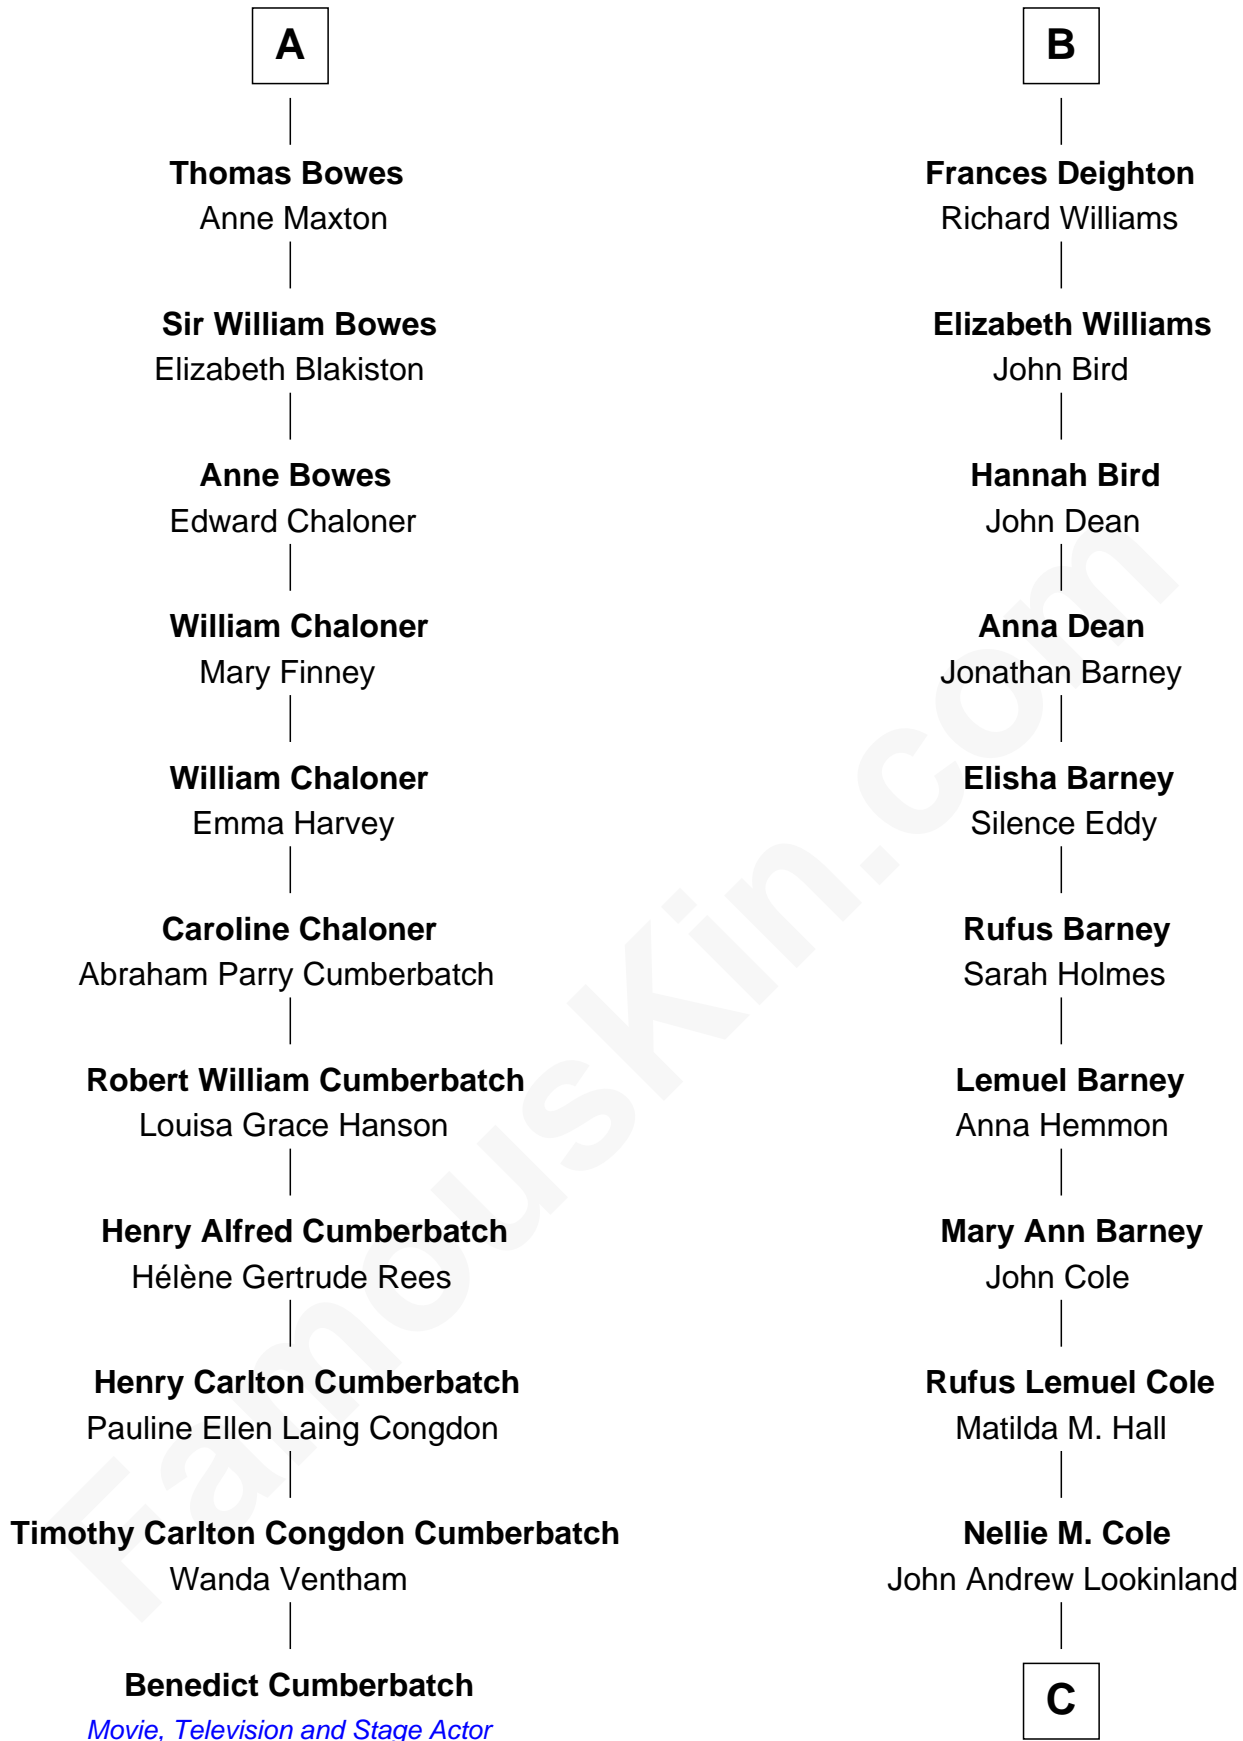 A
Thomas Bowes
Anne Maxton
Sir William Bowes
Elizabeth Blakiston
Anne Bowes
Edward Chaloner
William Chaloner
Mary Finney
William Chaloner
Emma Harvey
Caroline Chaloner
Abraham Parry Cumberbatch
Robert William Cumberbatch
Louisa Grace Hanson
Henry Alfred Cumberbatch
Hélène Gertrude Rees
Henry Carlton Cumberbatch
Pauline Ellen Laing Congdon
Timothy Carlton Congdon Cumberbatch
Wanda Ventham
Benedict Cumberbatch
Movie, Television and Stage Actor
B
Frances Deighton
Richard Williams
Elizabeth Williams
John Bird
Hannah Bird
John Dean
Anna Dean
Jonathan Barney
Elisha Barney
Silence Eddy
Rufus Barney
Sarah Holmes
Lemuel Barney
Anna Hemmon
Mary Ann Barney
John Cole
Rufus Lemuel Cole
Matilda M. Hall
Nellie M. Cole
John Andrew Lookinland
C
FamousKin.com